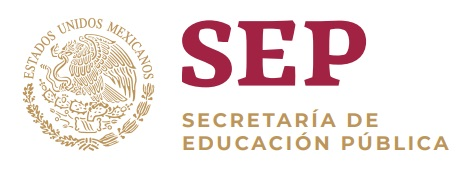 ESTADOS UNIDOS MEXICANOS
SEP
SECRETARÍA DE
EDUCACIÓN PÚBLICA